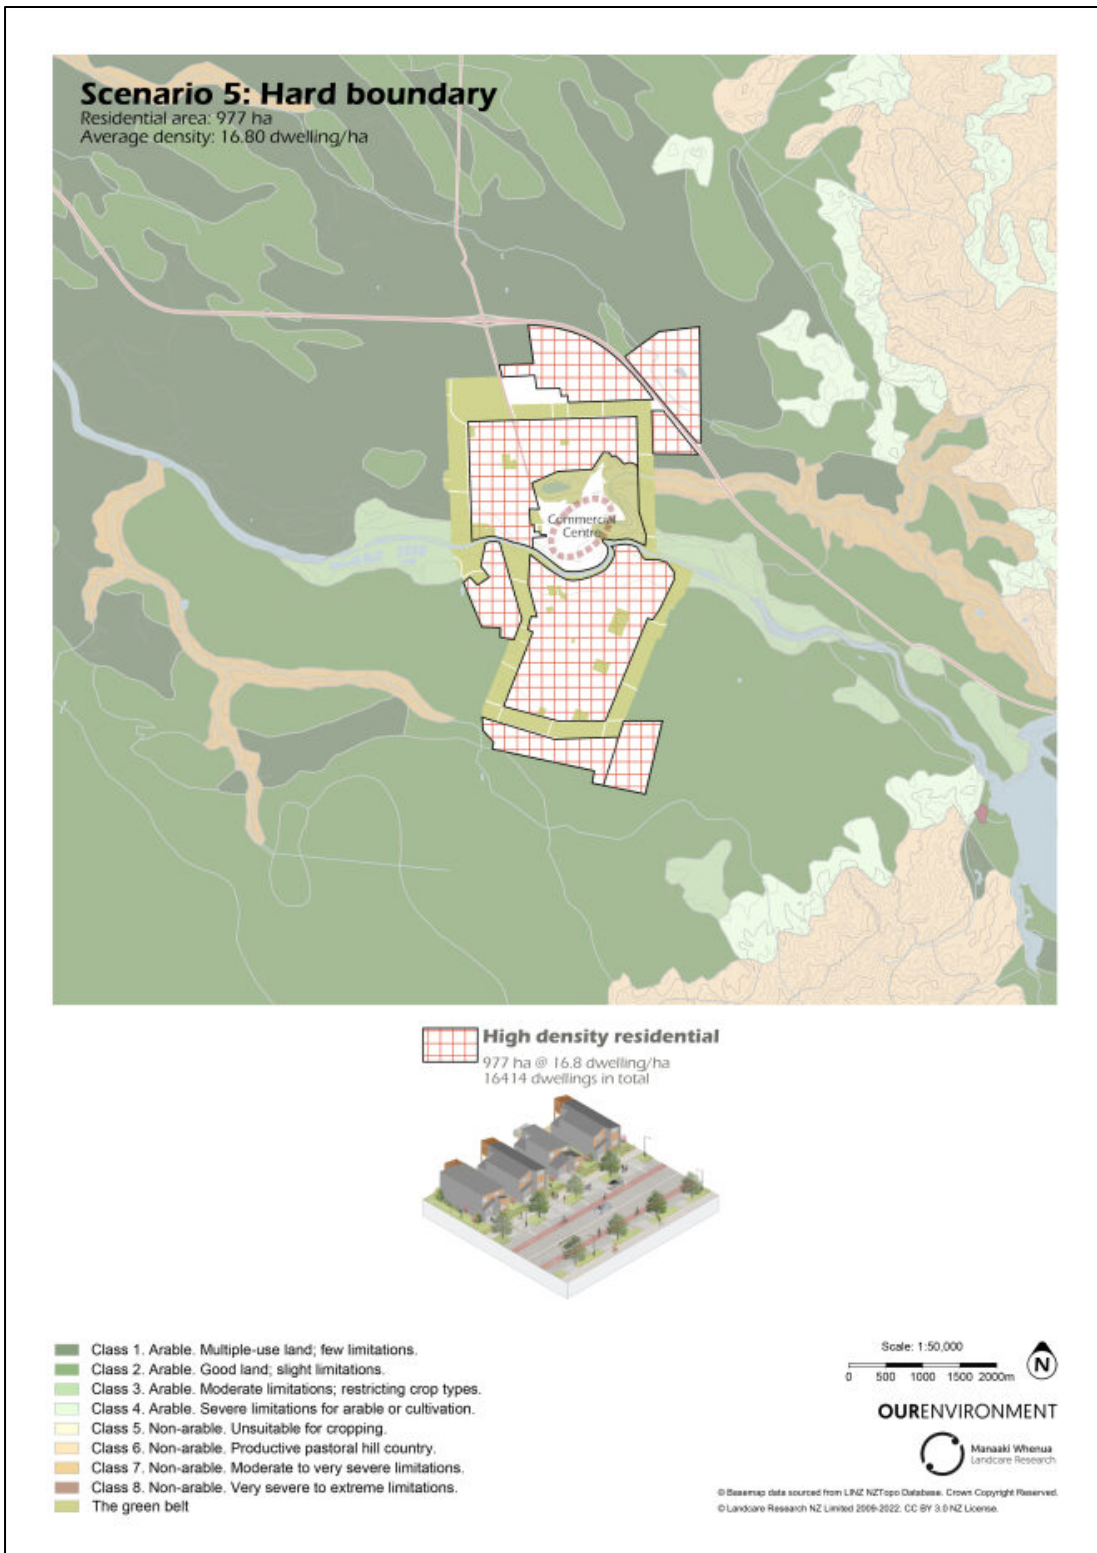 Scenario 5: Hard boundary
Residential area: 977 ha
Average density: 16.80 dwelling/ha
Commercial
Centre
High density residential
977 ha @ 16.8 dwelling/ha
16414 dwellings in total
Class 1. Arable. Multiple-use land; few limitations.
Class 2. Arable. Good land; slight limitations.
Class 3. Arable. Moderate limitations; restricting crop types.
Class 4. Arable. Severe limitations for arable or cultivation.
Class 5. Non-arable. Unsuitable for cropping.
Class 6. Non-arable. Productive pastoral hill country.
Class 7. Non-arable. Moderate to very severe limitations.
Class 8. Non-arable. Very severe to extreme limitations.
The green belt
Scale: 1:50,000
0 500 1000 1500 2000m
N
OURENVIRONMENT
Manaaki Whenua
Landcare Research
© Basemap data sourced from LINZ NZTopo Database. Crown Copyright Reserved.
© Landcare Research NZ Limited 2009-2022. CC BY 3.0 NZ License.